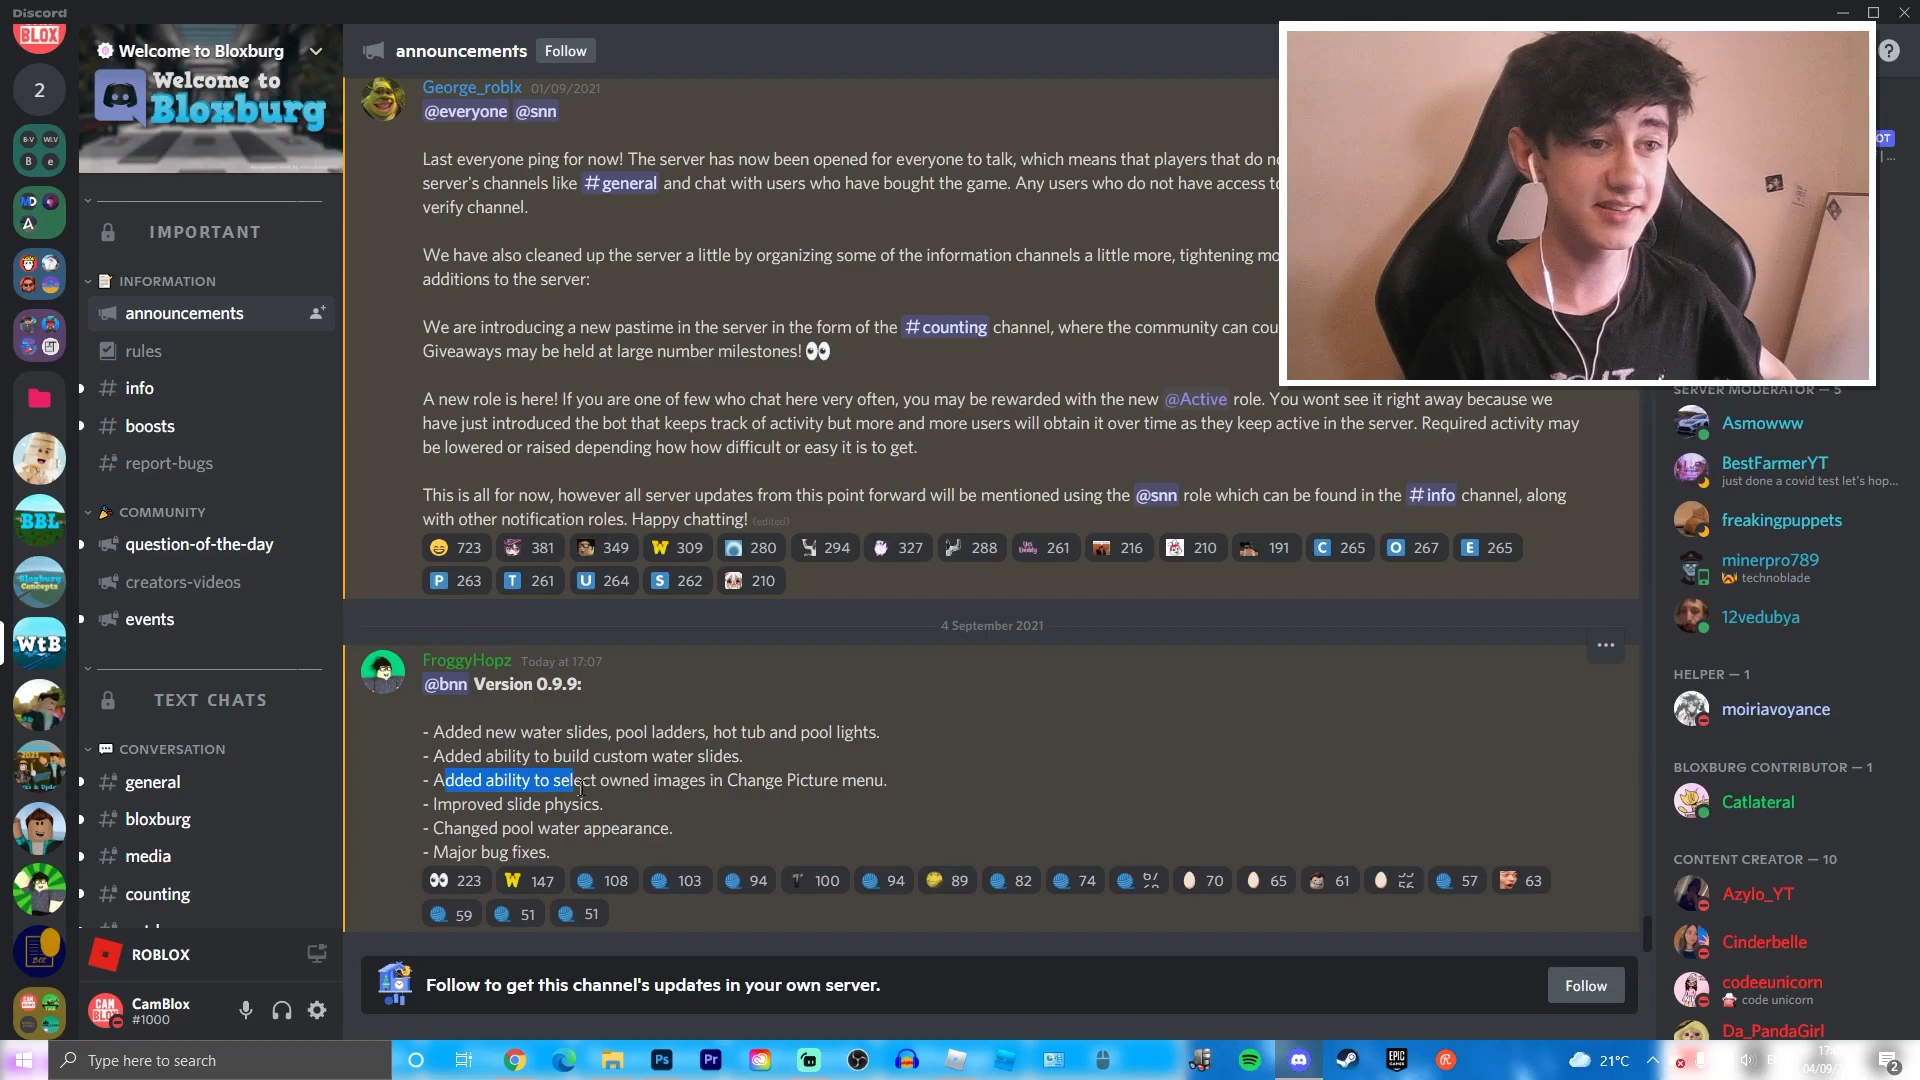 Discord
BLOX
Welcome to Bloxburg
Welcome to
Bloxburg
2
IMPORTANT
INFORMATION
announcements
rules
info
boosts
report-bugs
COMMUNITY
question-of-the-day
creators-videos
events
TEXT CHATS
CONVERSATION
general
bloxburg
media
counting
BBL
Bloxburg Concepts
WtB
ROBLOX
CamBlox
#1000
announcements
Follow
George_roblx 01/09/2021
@everyone @snn
Last everyone ping for now! The server has now been opened for everyone to talk, which means that players that do
server's channels like #general and chat with users who have bought the game. Any users who do not have access
verify channel.
We have also cleaned up the server a little by organizing some of the information channels a little more, tightening
additions to the server:
We are introducing a new pastime in the server in the form of the #counting channel, where the community can
Giveaways may be held at large number milestones! 👀
A new role is here! If you are one of few who chat here very often, you may be rewarded with the new @Active role. You wont see it right away because we
have just introduced the bot that keeps track of activity but more and more users will obtain it over time as they keep active in the server. Required activity may
be lowered or raised depending how how difficult or easy it is to get.
This is all for now, however all server updates from this point forward will be mentioned using the @snn role which can be found in the #info channel, along
with other notification roles. Happy chatting! (edited)
723 381 349 W 309 280 294 327 288 261 216 210 191 C 265 O 267 E 265
P 263 T 261 U 264 S 262 210
4 September 2021
FroggyHopz Today at 17:07
@bnn Version 0.9.9:
- Added new water slides, pool ladders, hot tub and pool lights.
- Added ability to build custom water slides.
- Added ability to select owned images in Change Picture menu.
- Improved slide physics.
- Changed pool water appearance.
- Major bug fixes.
223 W 147 108 103 94 T 100 94 89 82 74 70 65 61 57 63
59 51 51
Follow to get this channel's updates in your own server.
Follow
SERVER MODERATOR — 5
Asmowww
BestFarmerYT
just done a covid test let's hop...
freakingpuppets
minerpro789
technoblade
12vedubya
HELPER — 1
moiriavoyance
BLOXBURG CONTRIBUTOR — 1
Catlateral
CONTENT CREATOR — 10
Azylo_YT
Cinderbelle
codeeunicorn
code unicorn
Da_PandaGirl
Type here to search
Ps
Pr
EPIC GAMES
21°C
2